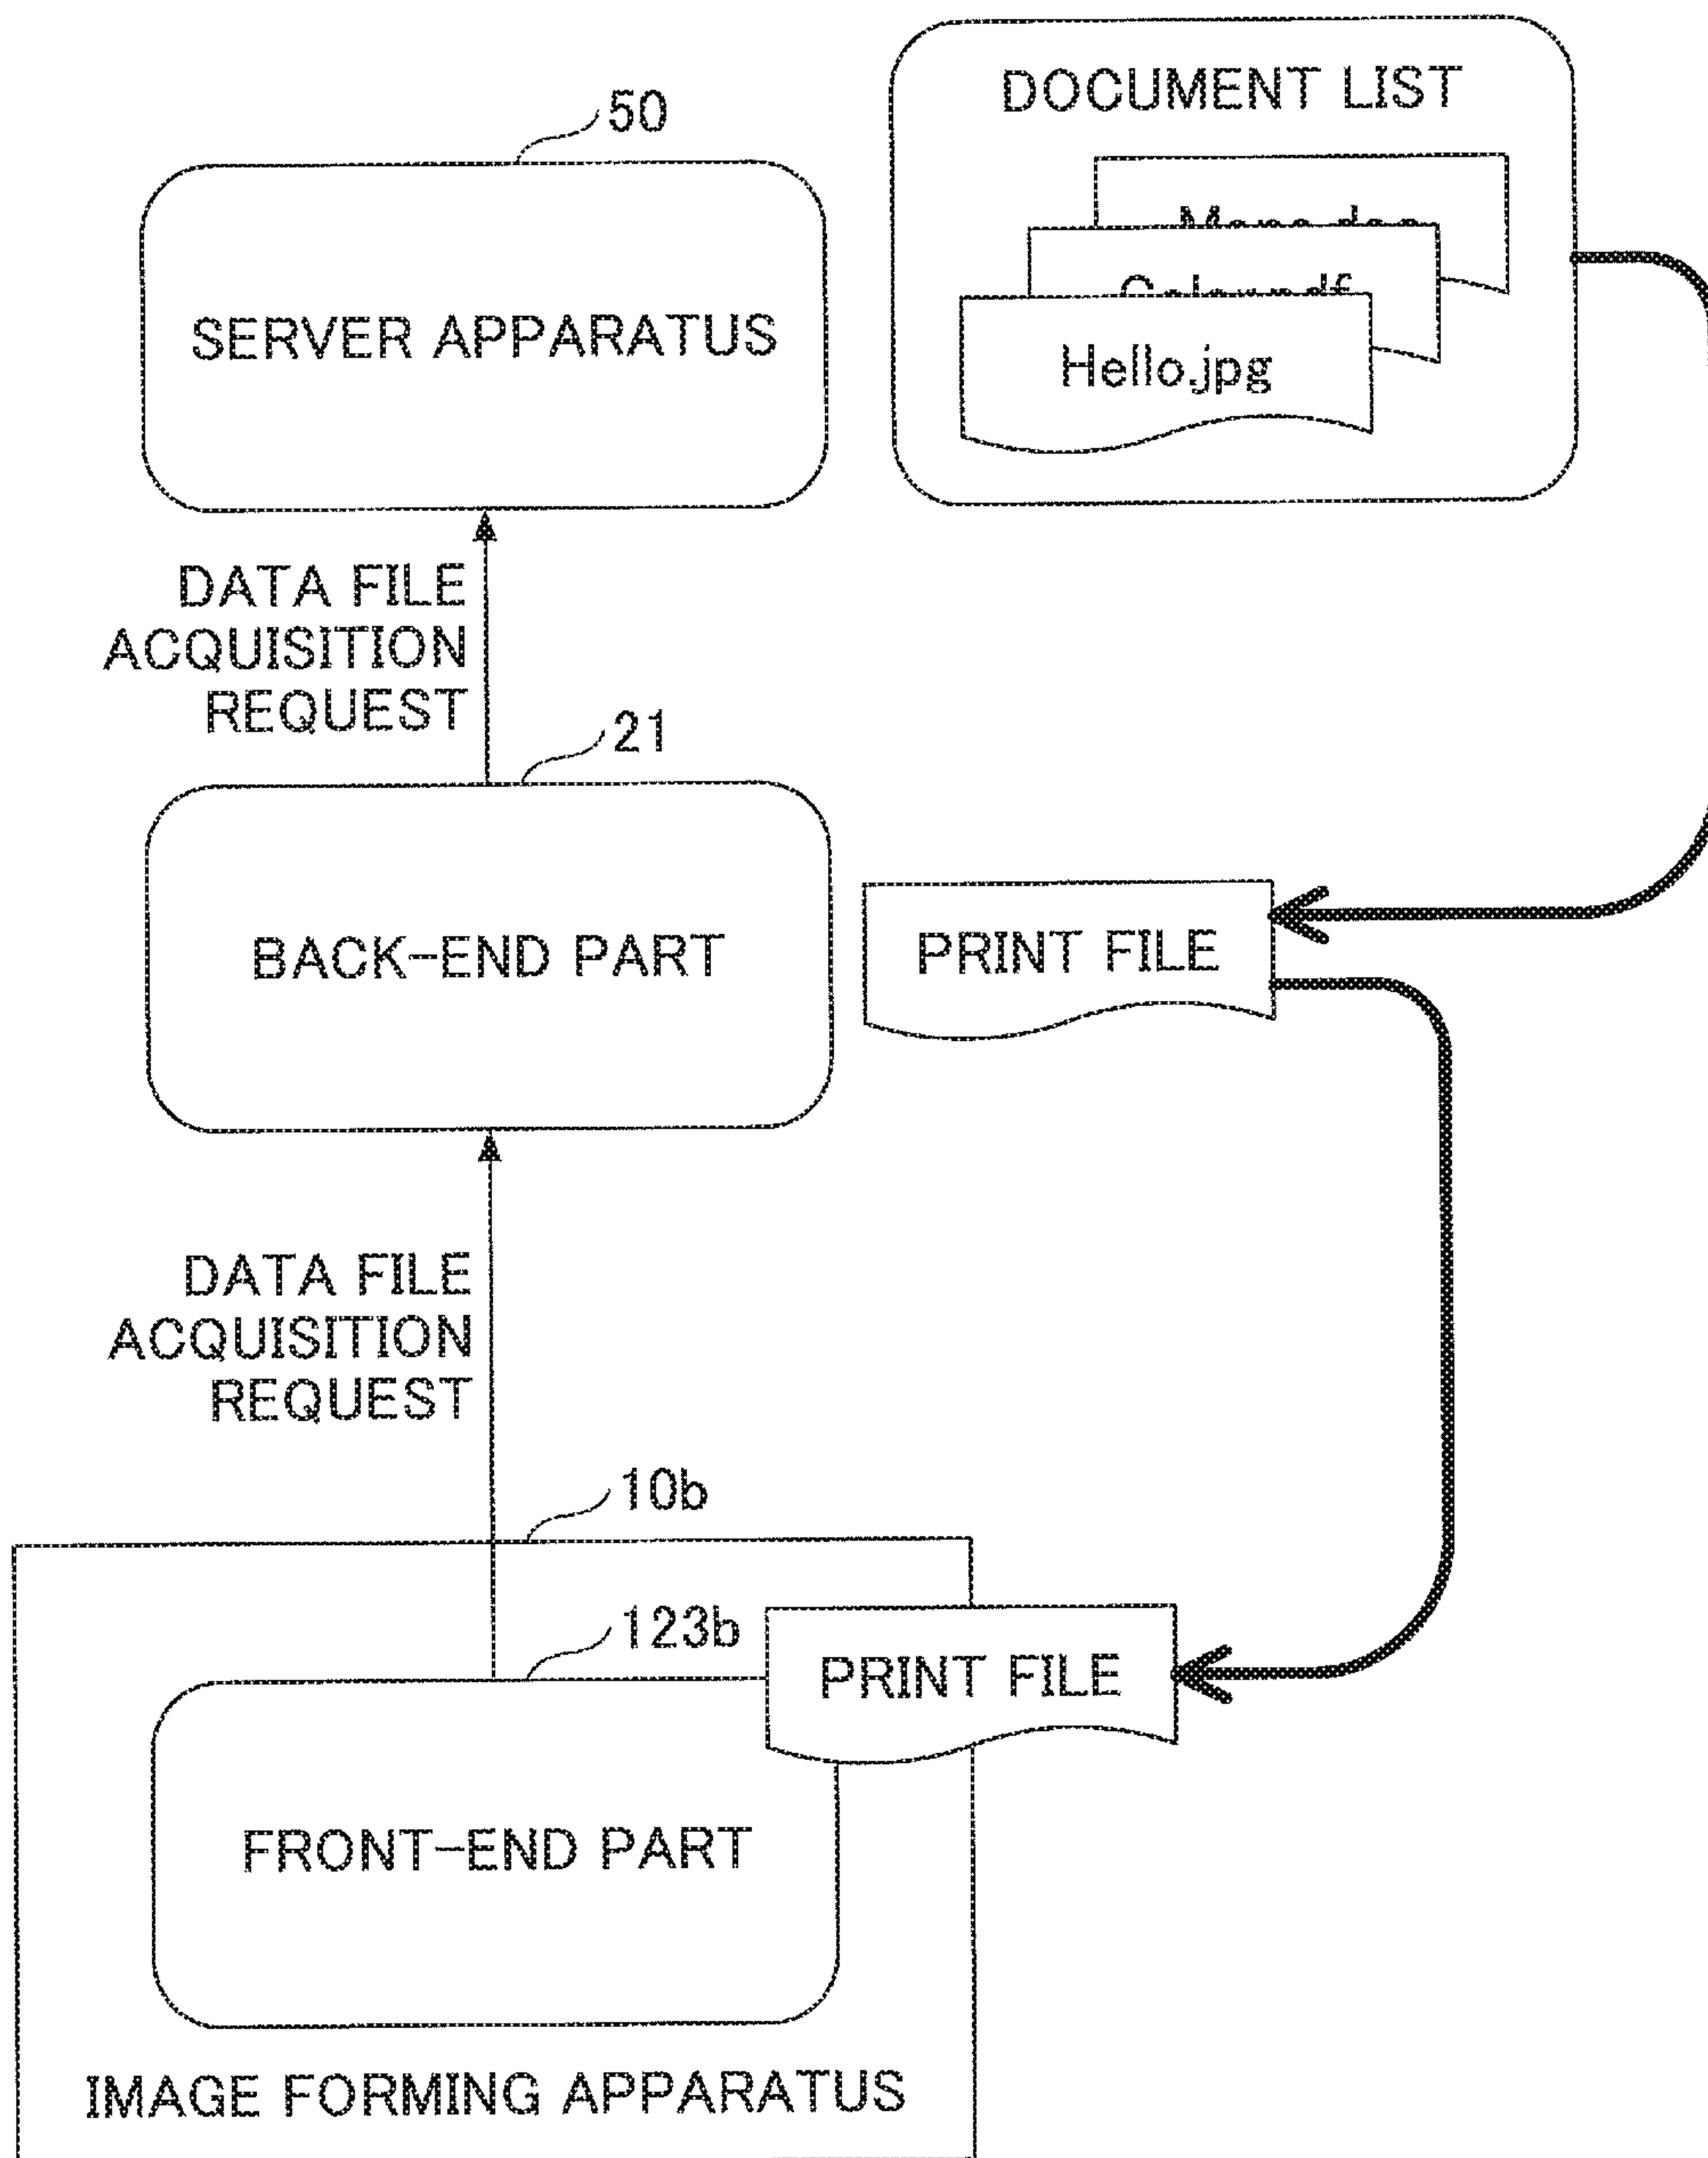 50
DOCUMENT LIST
SERVER APPARATUS
Hello.jpg
DATA FILE
ACQUISITION
REQUEST
21
BACK-END PART
PRINT FILE
DATA FILE
ACQUISITION
REQUEST
10b
123b
PRINT FILE
FRONT-END PART
IMAGE FORMING APPARATUS